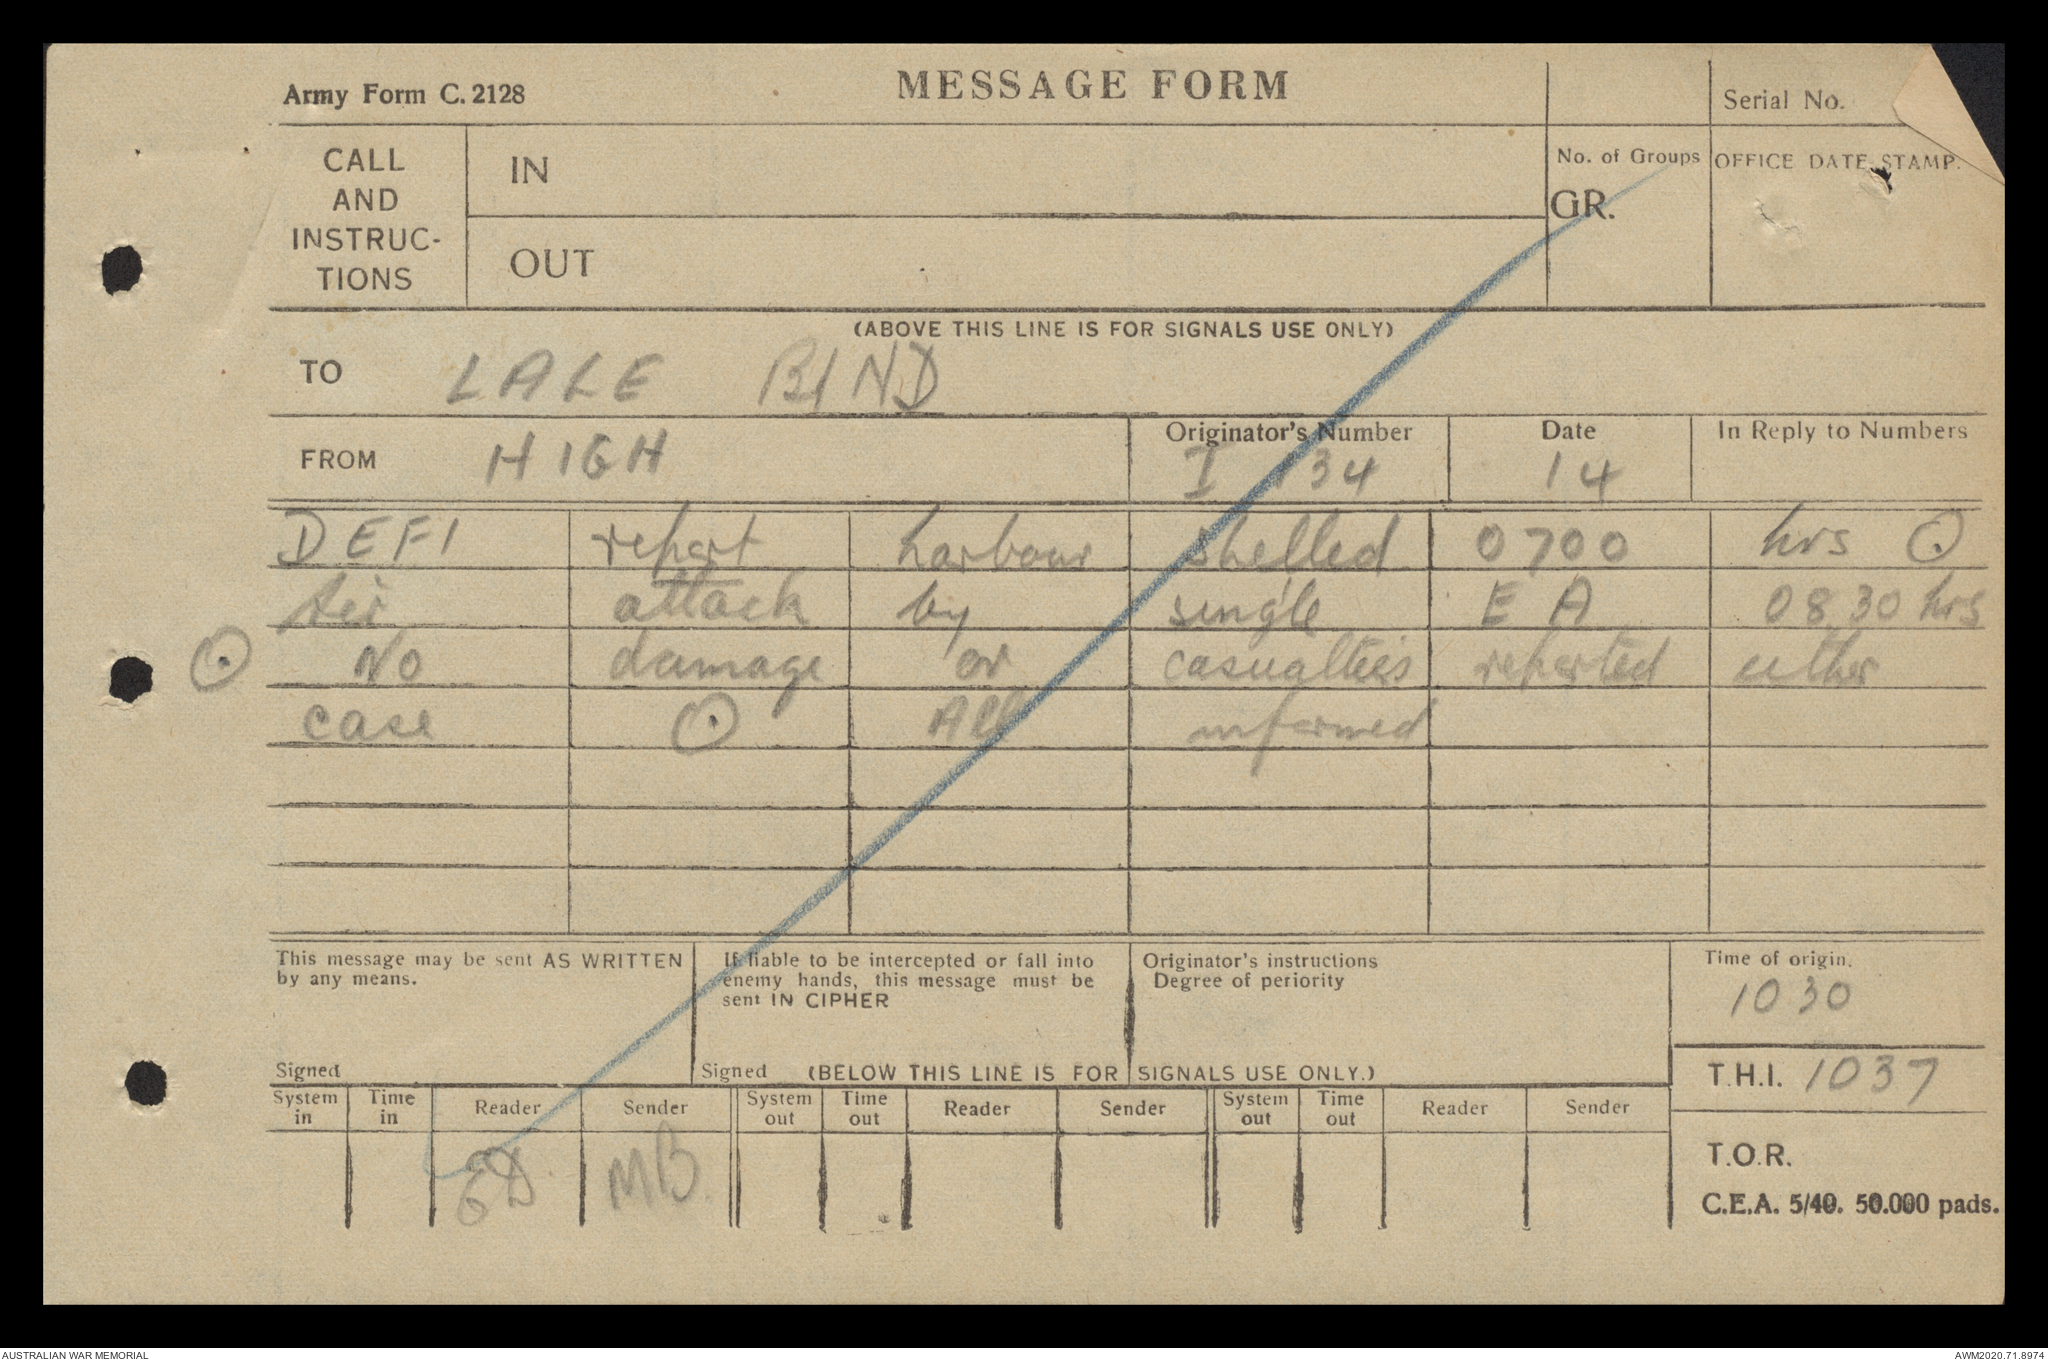 Army Form C. 2128
MESSAGE FORM
Serial No.
CALL AND INSTRUC- TIONS
IN
OUT
No. of Groups
GR.
OFFICE DATE STAMP.
(ABOVE THIS LINE IS FOR SIGNALS USE ONLY)
TO LALE BIND
FROM HIGH
Originator's Number I 134
Date 14
In Reply to Numbers
DEFI report harbour shelled 0700 hrs ⊙
Air attack by single E A 0830 hrs
⊙ No damage or casualties reported either
case ⊙ All informed
This message may be sent AS WRITTEN
by any means.
Signed
If liable to be intercepted or fall into
enemy hands, this message must be
sent IN CIPHER
Signed
Originator's instructions
Degree of periority
Time of origin.
1030
(BELOW THIS LINE IS FOR SIGNALS USE ONLY.)
T.H.I. 1037
System in Time in Reader Sender System out Time out Reader Sender System out Time out Reader Sender
ED. MB.
T.O.R.
C.E.A. 5/40. 50.000 pads.
AUSTRALIAN WAR MEMORIAL
AWM2020.71.8974